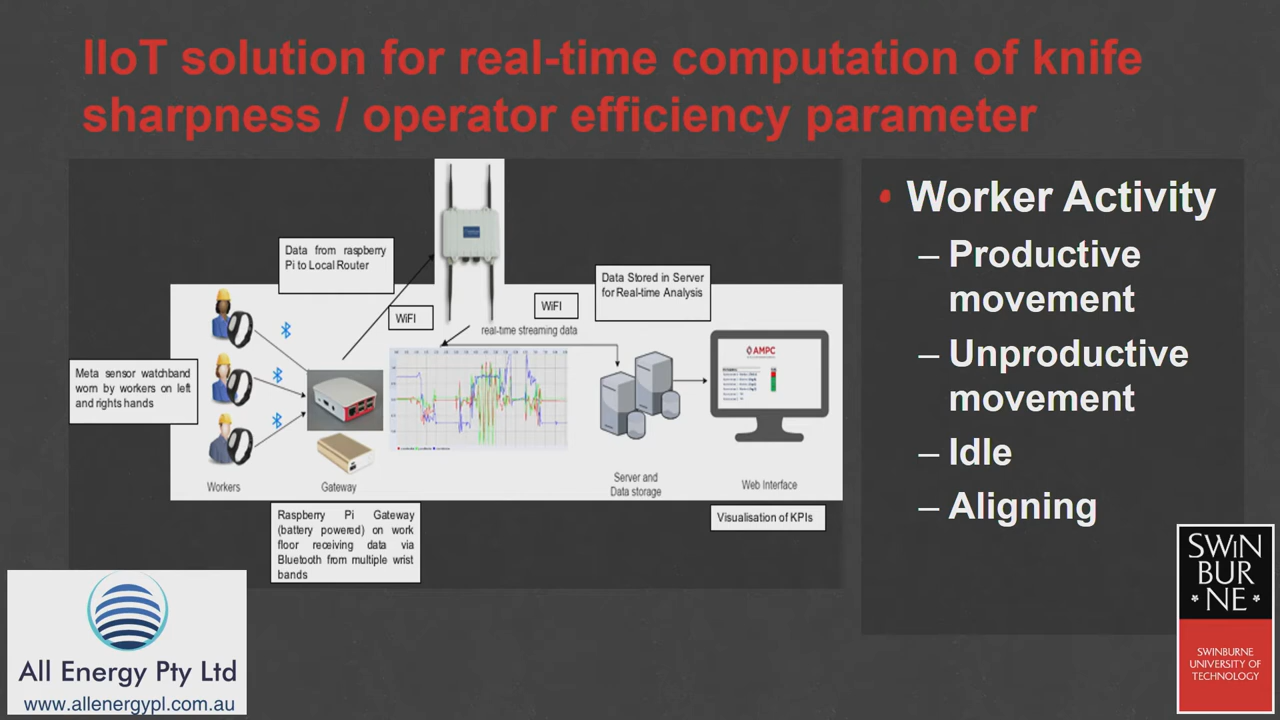 IIoT solution for real-time computation of knife
sharpness / operator efficiency parameter
Data from raspberry
Pi to Local Router
WiFI
WiFI
Data Stored in Server
for Real-time Analysis
real-time streaming data
Meta sensor watchband
worn by workers on left
and rights hands
AMPC
Workers
Gateway
Server and
Data storage
Web Interface
Raspberry Pi Gateway
(battery powered) on work
floor receiving data via
Bluetooth from multiple wrist
bands
Visualisation of KPIs
• Worker Activity
– Productive
movement
– Unproductive
movement
– Idle
– Aligning
All Energy Pty Ltd
www.allenergypl.com.au
SWIN
BUR
* NE *
SWINBURNE
UNIVERSITY OF
TECHNOLOGY